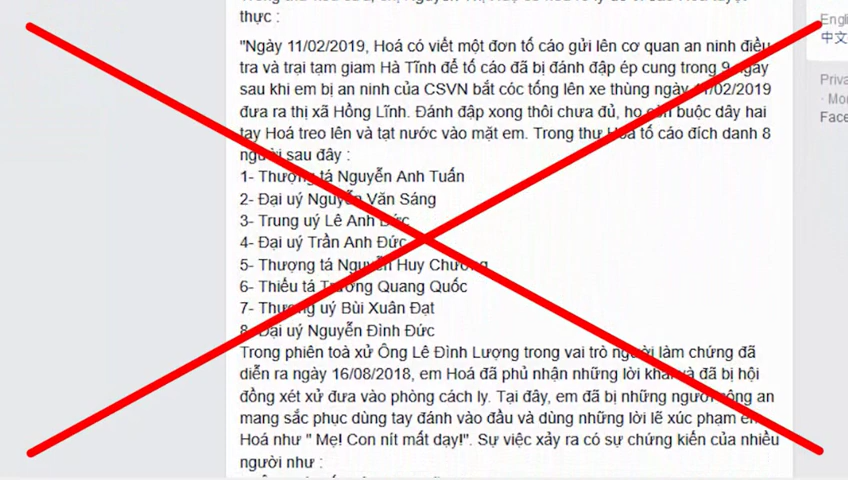 thực :
"Ngày 11/02/2019, Hoá có viết một đơn tố cáo gửi lên cơ quan an ninh điều
tra và trại tạm giam Hà Tĩnh để tố cáo đã bị đánh đập ép cung trong 9 ngày
sau khi em bị an ninh của CSVN bắt cóc tống lên xe thùng ngày 11/02/2019
đưa ra thị xã Hồng Lĩnh. Đánh đập xong thôi chưa đủ, họ còn buộc dây hai
tay Hoá treo lên và tạt nước vào mặt em. Trong thư Hoá tố cáo đích danh 8
người sau đây :
1- Thượng tá Nguyễn Anh Tuấn
2- Đại uý Nguyễn Văn Sáng
3- Trung uý Lê Anh Đức
4- Đại uý Trần Anh Đức
5- Thượng tá Nguyễn Huy Chương
6- Thiếu tá Trường Quang Quốc
7- Thượng uý Bùi Xuân Đạt
8- Đại uý Nguyễn Đình Đức
Trong phiên toà xử Ông Lê Đình Lượng trong vai trò người làm chứng đã
diễn ra ngày 16/08/2018, em Hoá đã phủ nhận những lời khai và đã bị hội
đồng xét xử đưa vào phòng cách ly. Tại đây, em đã bị những người công an
mang sắc phục dùng tay đánh vào đầu và dùng những lời lẽ xúc phạm em
Hoá như " Mẹ! Con nít mất dạy!". Sự việc xảy ra có sự chứng kiến của nhiều
người như :
Engli
中文
Priva
· Mo
Face